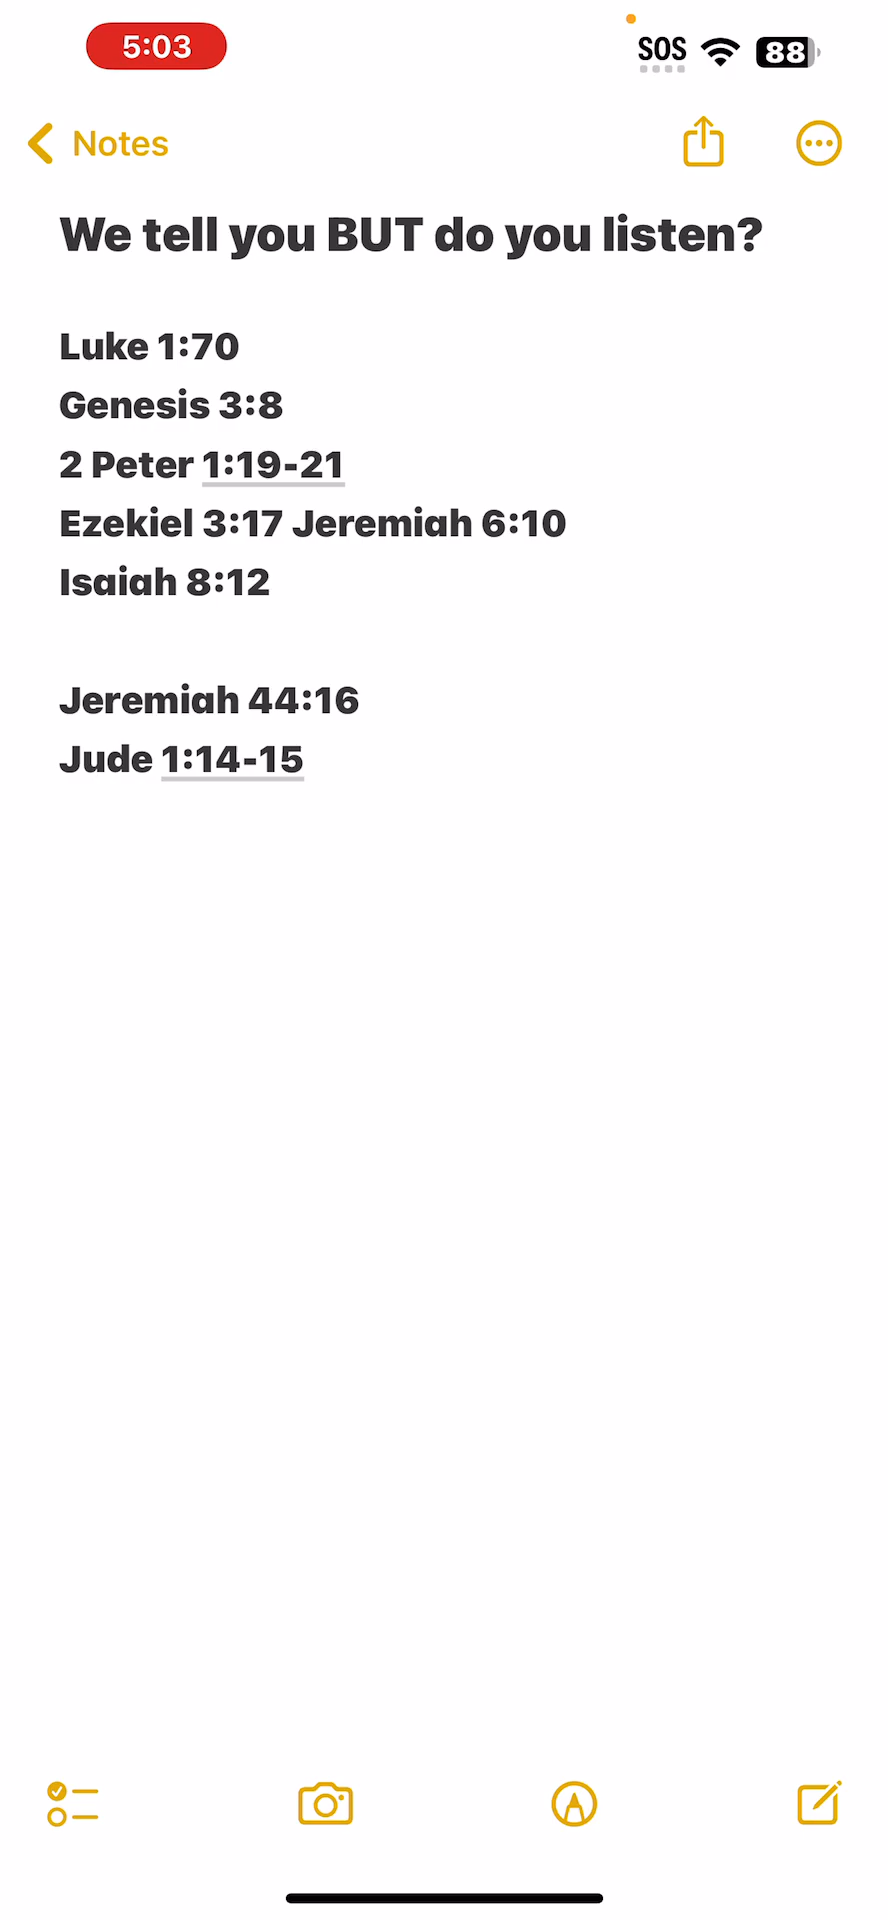 5:03 SOS 88
Notes
We tell you BUT do you listen?
Luke 1:70
Genesis 3:8
2 Peter 1:19-21
Ezekiel 3:17 Jeremiah 6:10
Isaiah 8:12
Jeremiah 44:16
Jude 1:14-15